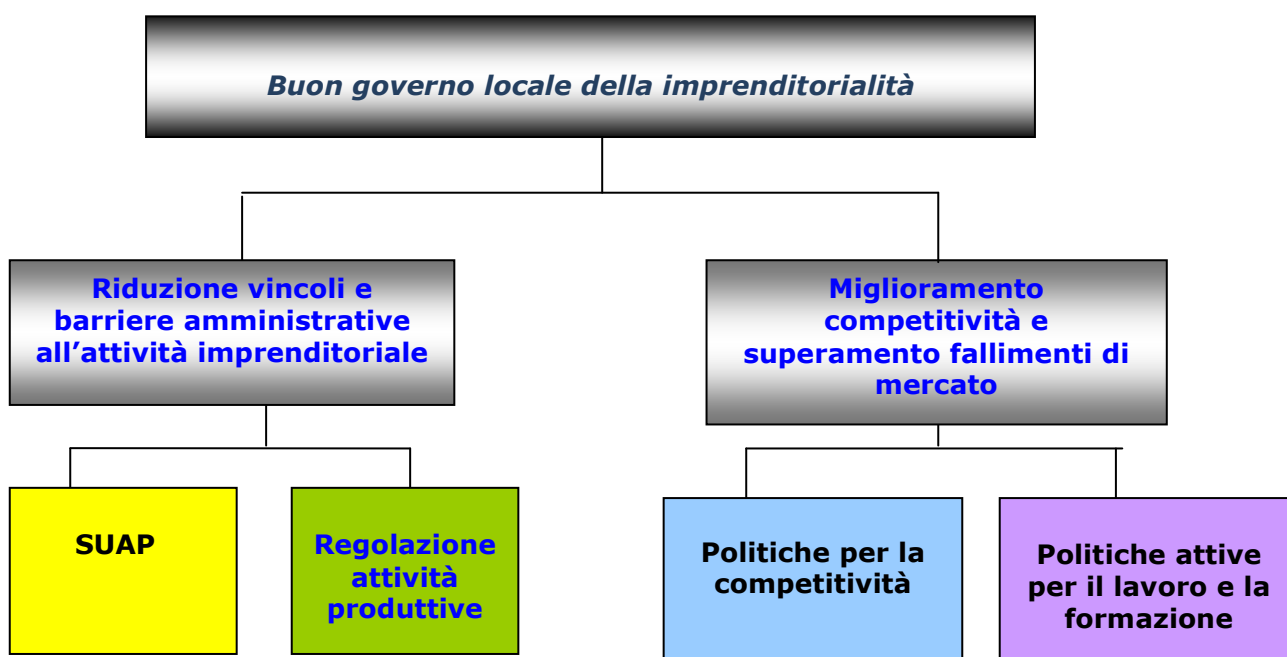 Buon governo locale della imprenditorialità
Riduzione vincoli e
barriere amministrative
all’attività imprenditoriale
Miglioramento
competitività e
superamento fallimenti di
mercato
SUAP
Regolazione
attività
produttive
Politiche per la
competitività
Politiche attive
per il lavoro e la
formazione